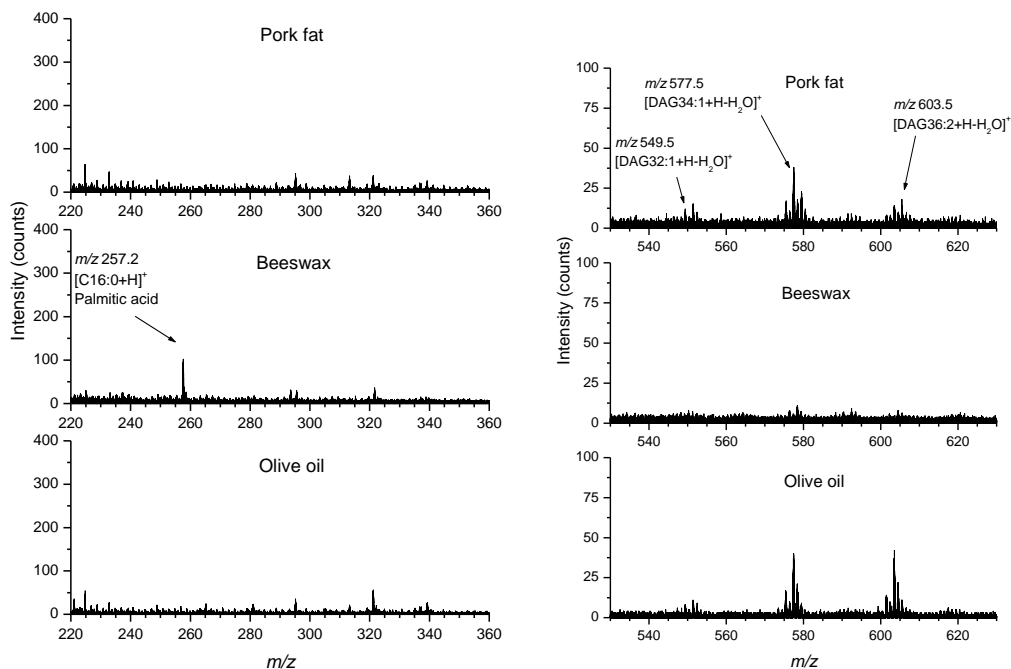 400
300
200
100
0
Pork fat
220 240 260 280 300 320 340 360
400
300
200
100
0
Beeswax
m/z 257.2
[C16:0+H]+
Palmitic acid
220 240 260 280 300 320 340 360
400
300
200
100
0
Olive oil
220 240 260 280 300 320 340 360
m/z
Intensity (counts)
100
75
50
25
0
Pork fat
m/z 577.5
[DAG34:1+H-H2O]+
m/z 603.5
[DAG36:2+H-H2O]+
m/z 549.5
[DAG32:1+H-H2O]+
540 560 580 600 620
100
75
50
25
0
Beeswax
540 560 580 600 620
100
75
50
25
0
Olive oil
540 560 580 600 620
m/z
Intensity (counts)